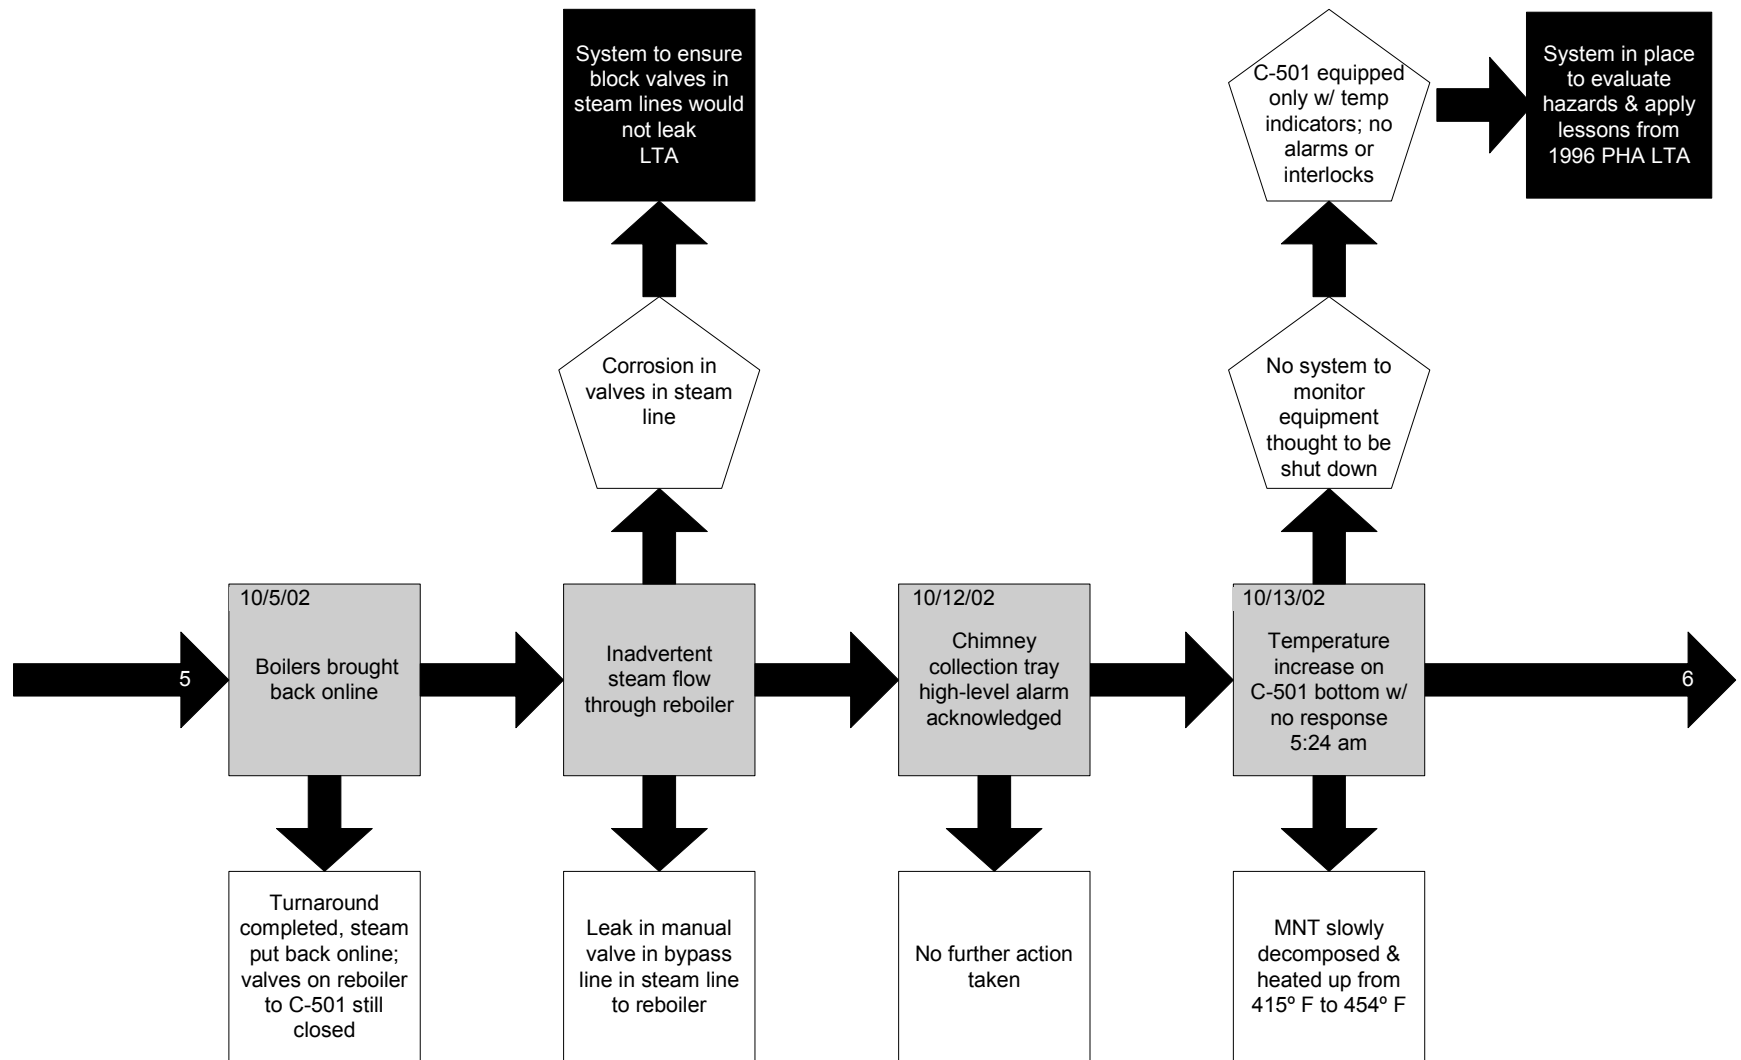 System to ensure
block valves in
steam lines would
not leak
LTA
C-501 equipped
only w/ temp
indicators; no
alarms or
interlocks
System in place
to evaluate
hazards & apply
lessons from
1996 PHA LTA
Corrosion in
valves in steam
line
No system to
monitor
equipment
thought to be
shut down
5
10/5/02
Boilers brought
back online
Inadvertent
steam flow
through reboiler
10/12/02
Chimney
collection tray
high-level alarm
acknowledged
10/13/02
Temperature
increase on
C-501 bottom w/
no response
5:24 am
6
Turnaround
completed, steam
put back online;
valves on reboiler
to C-501 still
closed
Leak in manual
valve in bypass
line in steam line
to reboiler
No further action
taken
MNT slowly
decomposed &
heated up from
415º F to 454º F